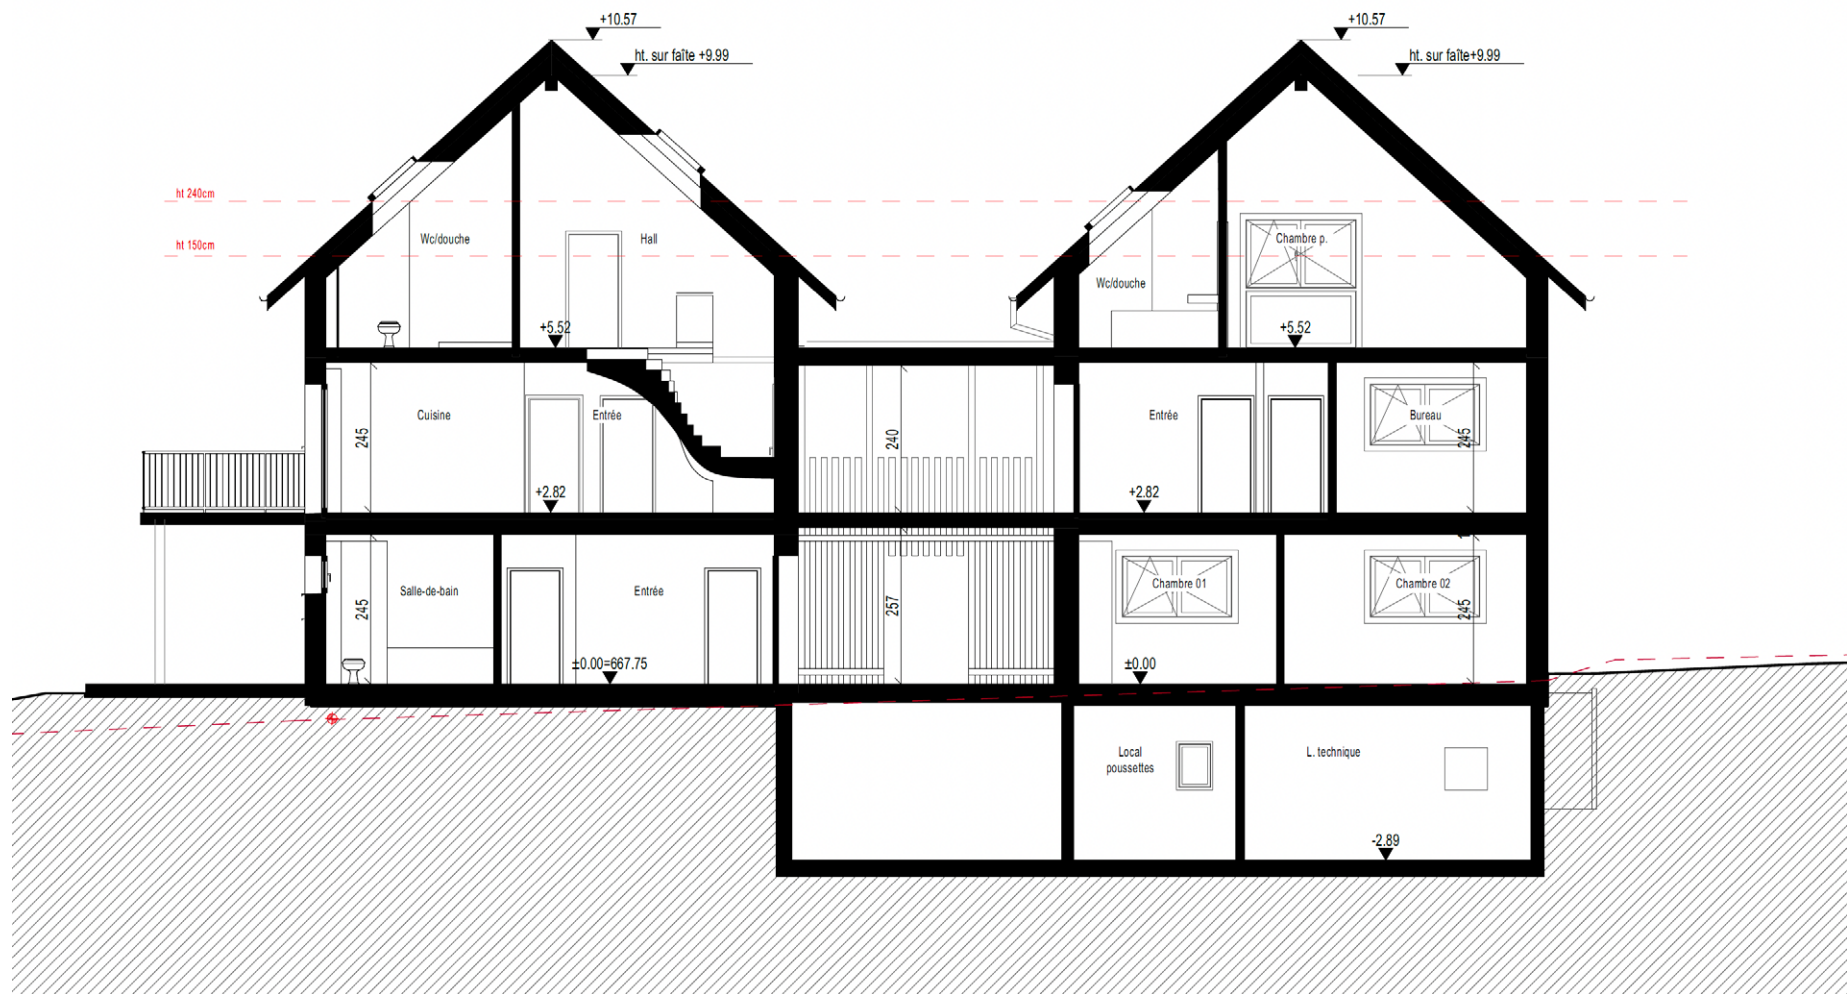 +10.57
+10.57
ht. sur faîte +9.99
ht. sur faîte+9.99
ht 240cm
Wc/douche
Hall
Chambre p.
ht 150cm
Wc/douche
+5.52
+5.52
Cuisine
Entrée
Entrée
Bureau
245
240
245
+2.82
+2.82
Salle-de-bain
Entrée
Chambre 01
Chambre 02
245
257
245
±0.00=667.75
±0.00
Local
poussettes
L. technique
-2.89